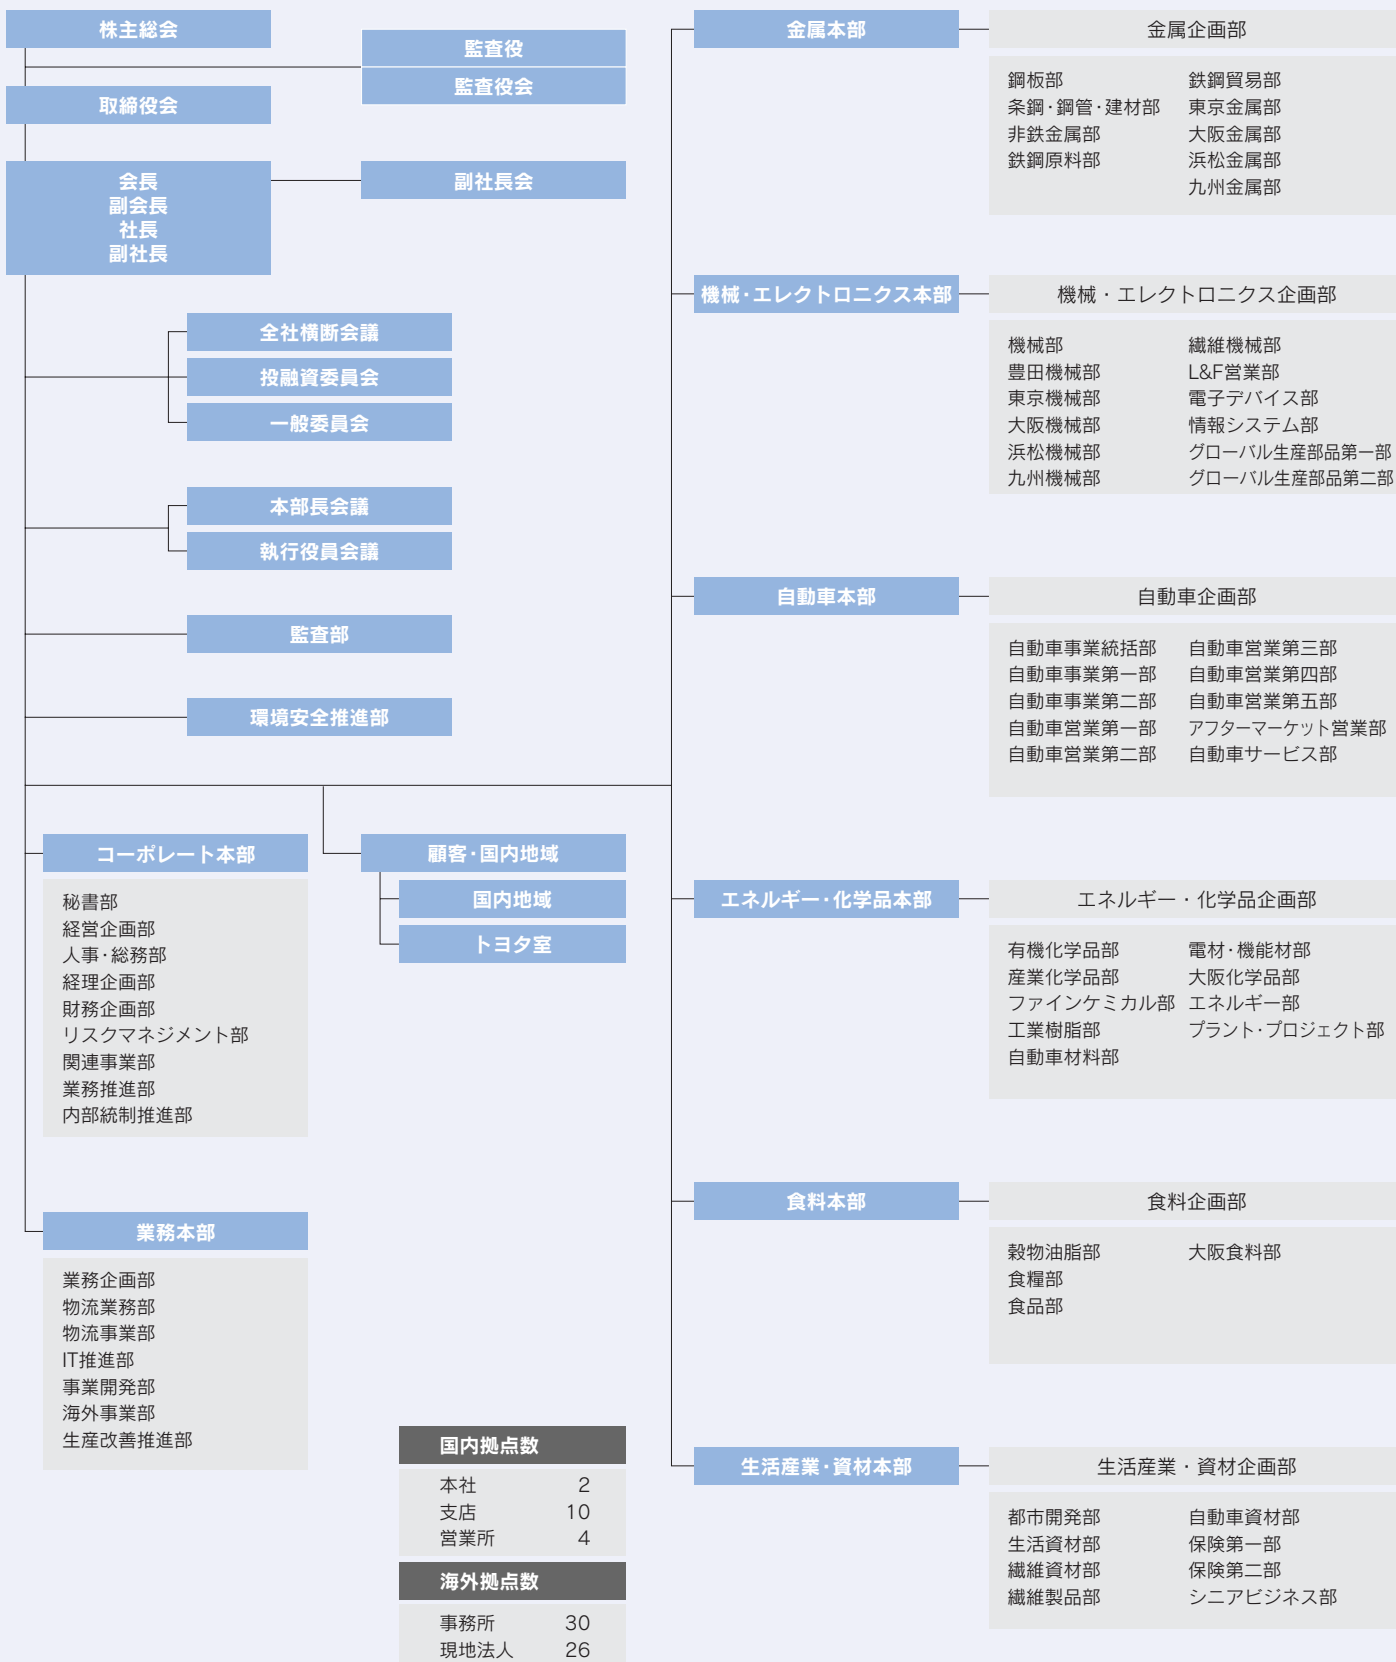 株主総会
監査役
監査役会
取締役会
会長
副会長
社長
副社長
副社長会
全社横断会議
投融資委員会
一般委員会
本部長会議
執行役員会議
監査部
環境安全推進部
コーポレート本部
秘書部
経営企画部
人事・総務部
経理企画部
財務企画部
リスクマネジメント部
関連事業部
業務推進部
内部統制推進部
業務本部
業務企画部
物流業務部
物流事業部
IT推進部
事業開発部
海外事業部
生産改善推進部
顧客・国内地域
国内地域
トヨタ室
国内拠点数
本社 2
支店 10
営業所 4
海外拠点数
事務所 30
現地法人 26
金属本部
金属企画部
鋼板部
条鋼・鋼管・建材部
非鉄金属部
鉄鋼原料部
鉄鋼貿易部
東京金属部
大阪金属部
浜松金属部
九州金属部
機械・エレクトロニクス本部
機械・エレクトロニクス企画部
機械部
豊田機械部
東京機械部
大阪機械部
浜松機械部
九州機械部
繊維機械部
L&F営業部
電子デバイス部
情報システム部
グローバル生産部品第一部
グローバル生産部品第二部
自動車本部
自動車企画部
自動車事業統括部
自動車事業第一部
自動車事業第二部
自動車営業第一部
自動車営業第二部
自動車営業第三部
自動車営業第四部
自動車営業第五部
アフターマーケット営業部
自動車サービス部
エネルギー・化学品本部
エネルギー・化学品企画部
有機化学品部
産業化学品部
ファインケミカル部
工業樹脂部
自動車材料部
電材・機能材部
大阪化学品部
エネルギー部
プラント・プロジェクト部
食料本部
食料企画部
穀物油脂部
食糧部
食品部
大阪食料部
生活産業・資材本部
生活産業・資材企画部
都市開発部
生活資材部
繊維資材部
繊維製品部
自動車資材部
保険第一部
保険第二部
シニアビジネス部